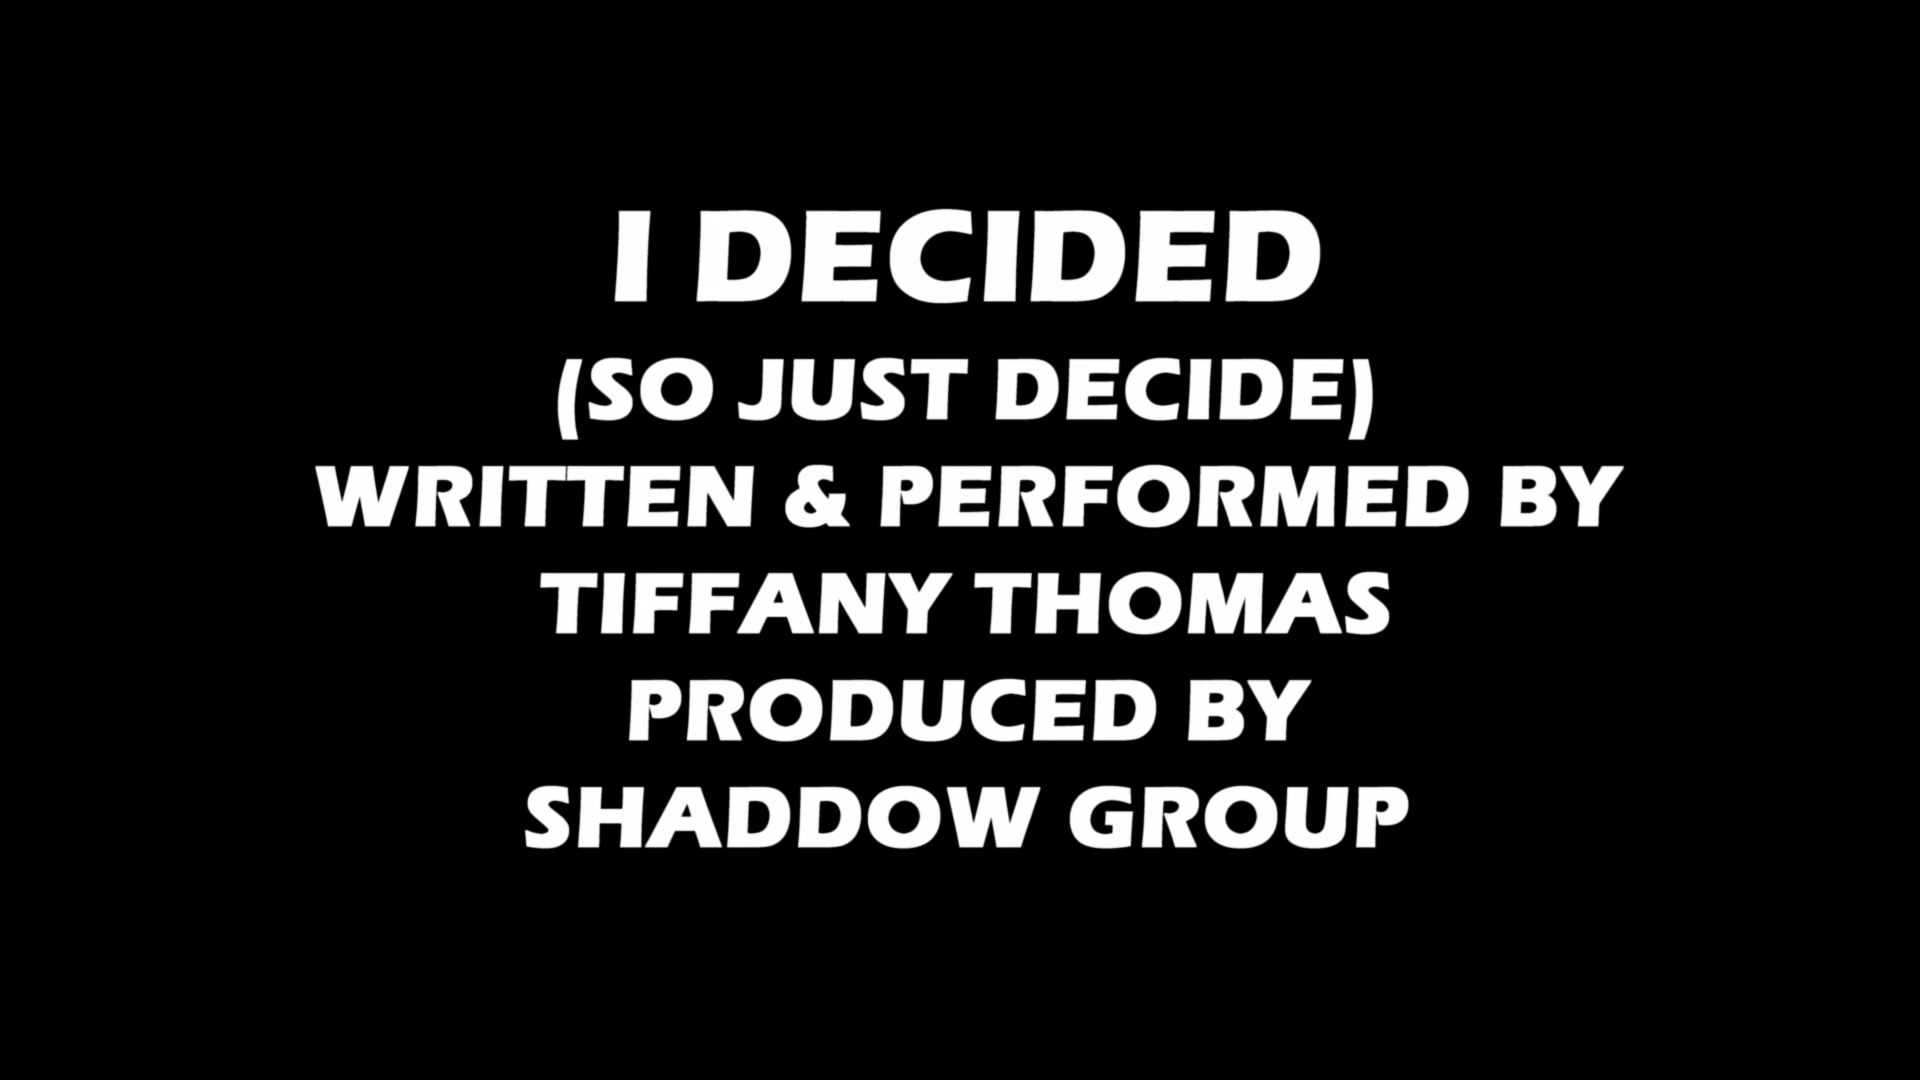 I DECIDED
(SO JUST DECIDE)
WRITTEN & PERFORMED BY
TIFFANY THOMAS
PRODUCED BY
SHADDOW GROUP